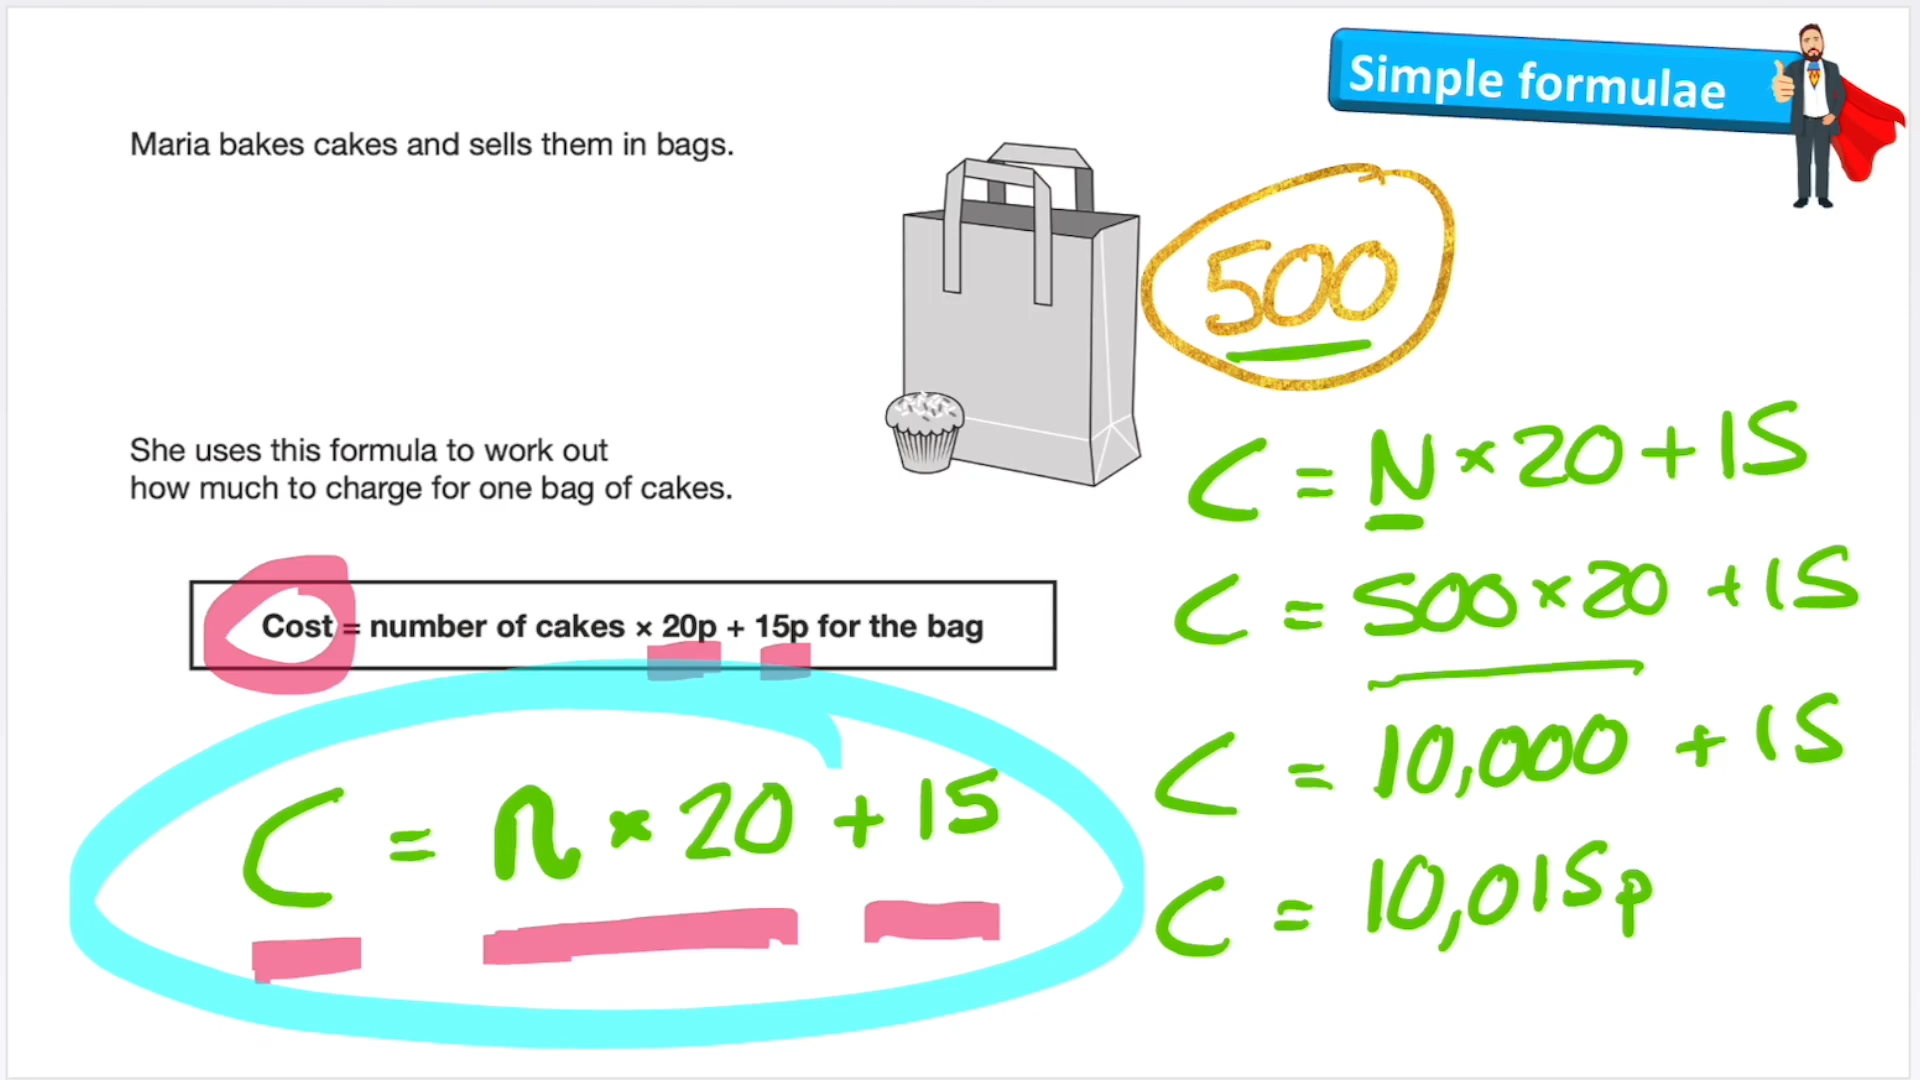 Simple formulae
Maria bakes cakes and sells them in bags.
500
She uses this formula to work out
how much to charge for one bag of cakes.
Cost = number of cakes × 20p + 15p for the bag
C = n × 20 + 15
C = N × 20 + 15
C = 500 × 20 + 15
C = 10,000 + 15
C = 10,015p